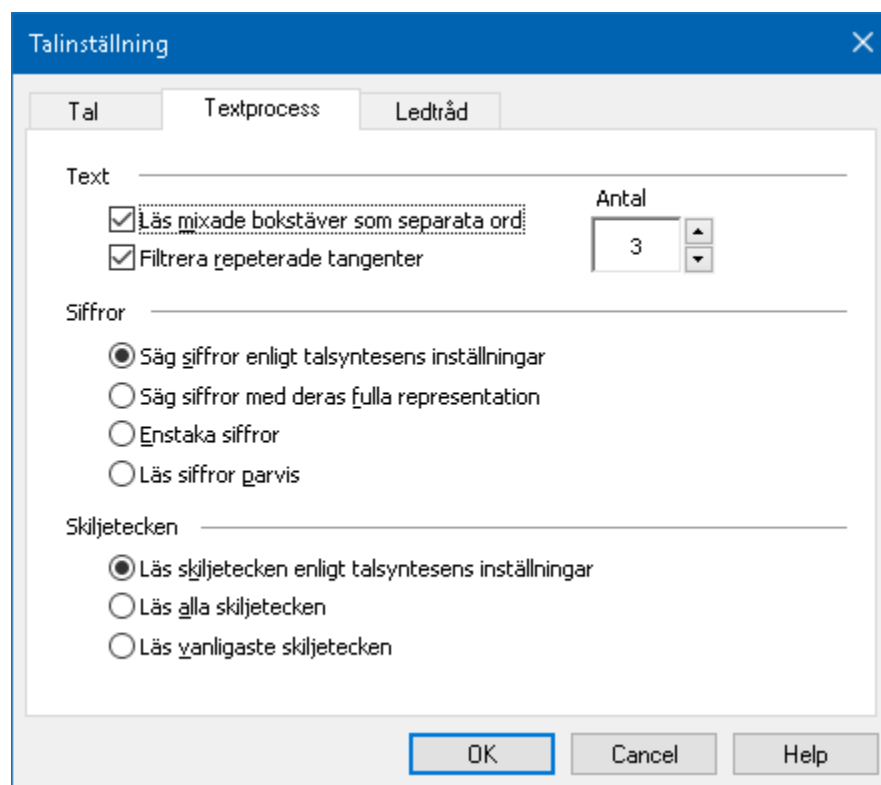 Talinställning
Tal Textprocess Ledtråd
Text
Antal
Läs mixade bokstäver som separata ord
3
Filtrera repeterade tangenter
Siffror
Säg siffror enligt talsyntesens inställningar
Säg siffror med deras fulla representation
Enstaka siffror
Läs siffror parvis
Skiljetecken
Läs skiljetecken enligt talsyntesens inställningar
Läs alla skiljetecken
Läs vanligaste skiljetecken
OK Cancel Help